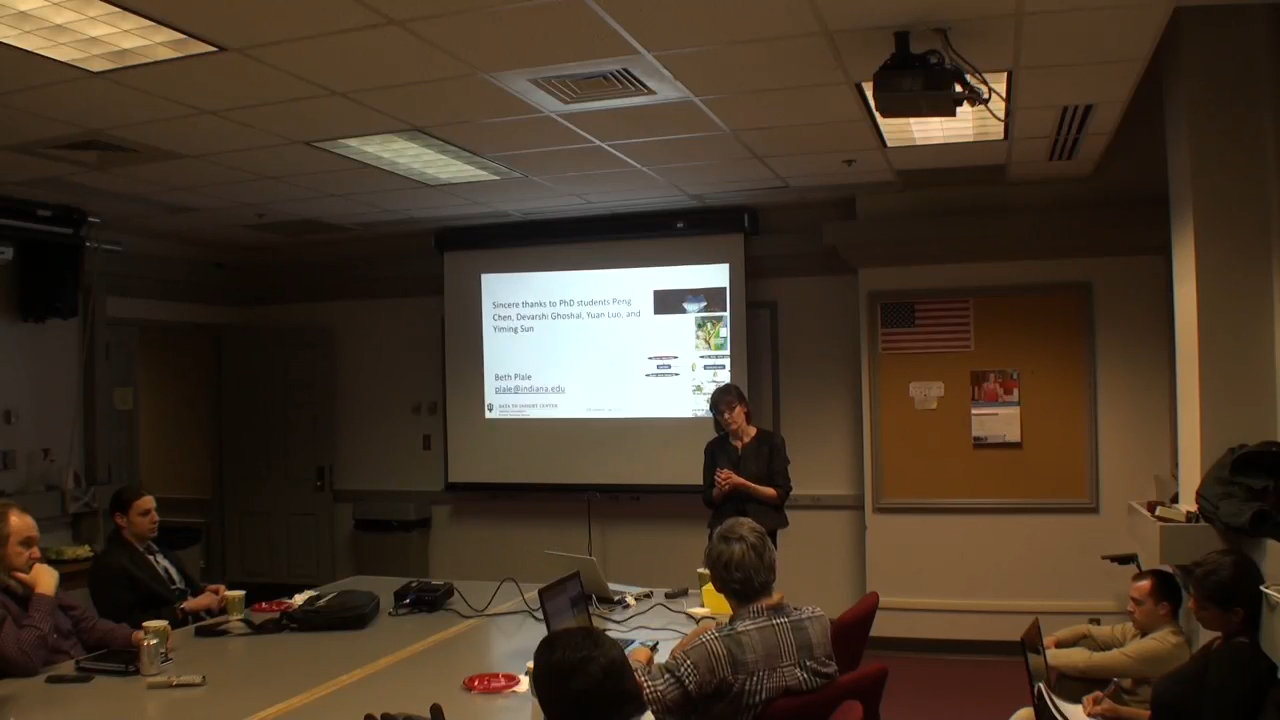 Sincere thanks to PhD students Peng
Chen, Devarshi Ghoshal, Yuan Luo, and
Yiming Sun
Beth Plale
plale@indiana.edu
DATA TO INSIGHT CENTER